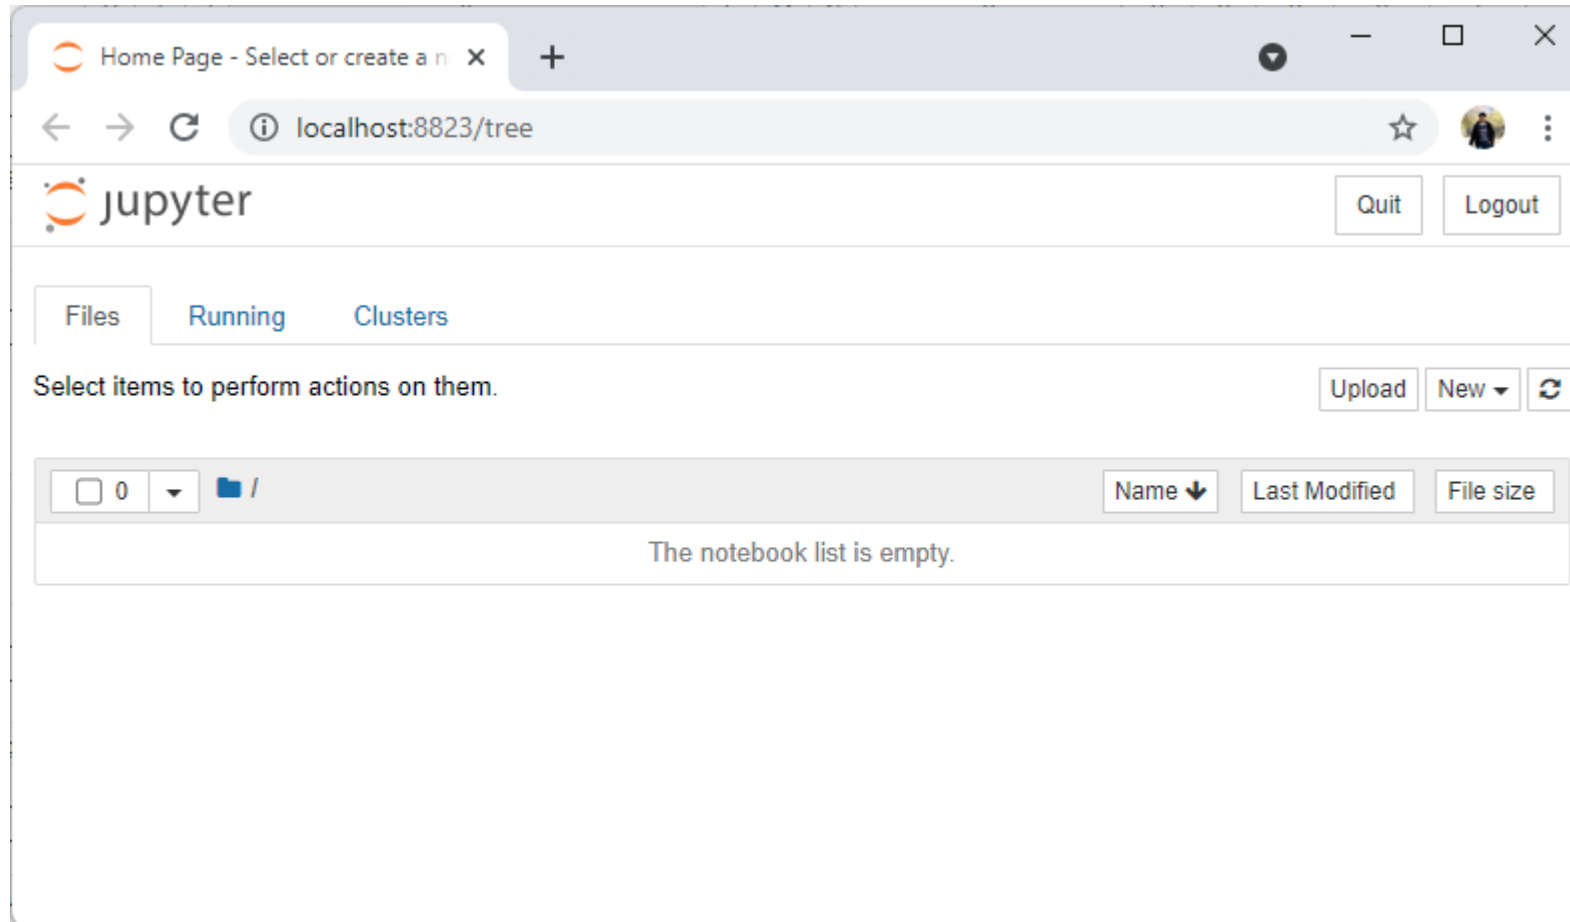 Home Page - Select or create a n
localhost:8823/tree
jupyter
Quit
Logout
Files
Running
Clusters
Select items to perform actions on them.
Upload
New
0
/
Name
Last Modified
File size
The notebook list is empty.